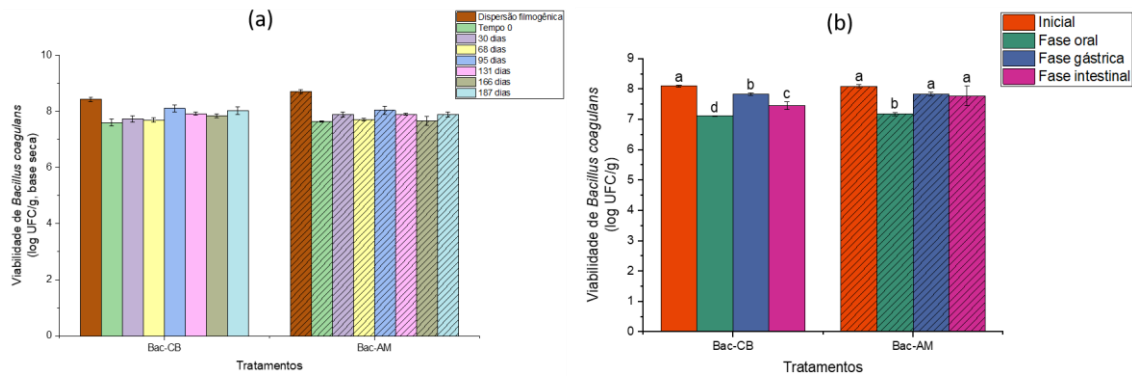 (a)
Dispersão filmogênica
Tempo 0
30 dias
68 dias
95 dias
131 dias
166 dias
187 dias
10
8
6
4
2
0
Viabilidade de Bacillus coagulans
(log UFC/g, base seca)
Bac-CB
Bac-AM
Tratamentos
(b)
Inicial
Fase oral
Fase gástrica
Fase intestinal
9
8
7
6
5
4
3
2
1
0
Viabilidade de Bacillus coagulans
(log UFC/g)
a
d
b
c
a
b
a
a
Bac-CB
Bac-AM
Tratamentos